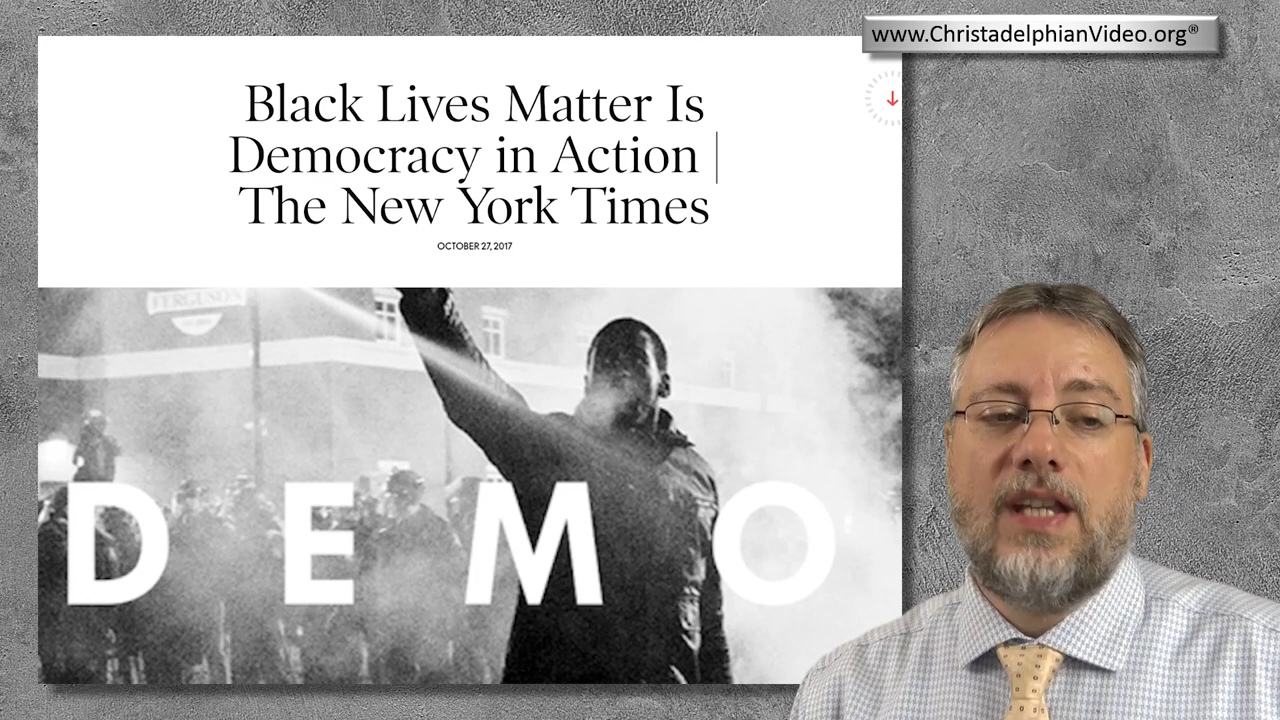 www.ChristadelphianVideo.org®
Black Lives Matter Is
Democracy in Action |
The New York Times
OCTOBER 27, 2017
FERGUSON
DEMO